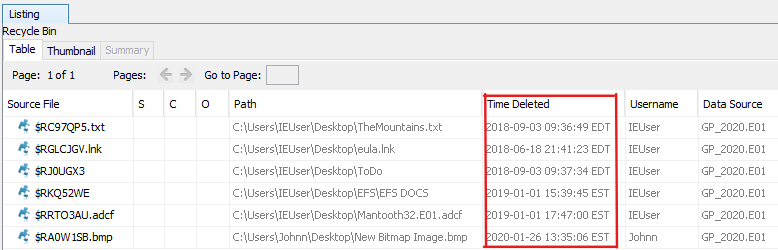 Listing
Recycle Bin
Table Thumbnail Summary
Page: 1 of 1 Pages: Go to Page:
Source File S C O Path Time Deleted Username Data Source
$RC97QP5.txt C:\Users\IEUser\Desktop\TheMountains.txt 2018-09-03 09:36:49 EDT IEUser GP_2020.E01
$RGLCJGV.lnk C:\Users\IEUser\Desktop\eula.lnk 2018-06-18 21:41:23 EDT IEUser GP_2020.E01
$RJ0UGX3 C:\Users\IEUser\Desktop\ToDo 2018-09-03 09:37:34 EDT IEUser GP_2020.E01
$RKQ52WE C:\Users\IEUser\Desktop\EFS\EFS DOCS 2019-01-01 15:39:45 EST IEUser GP_2020.E01
$RRTO3AU.adcf C:\Users\IEUser\Desktop\Mantooth32.E01.adcf 2019-01-01 17:47:00 EST IEUser GP_2020.E01
$RA0W1SB.bmp C:\Users\Johnn\Desktop\New Bitmap Image.bmp 2020-01-26 13:35:06 EST Johnn GP_2020.E01